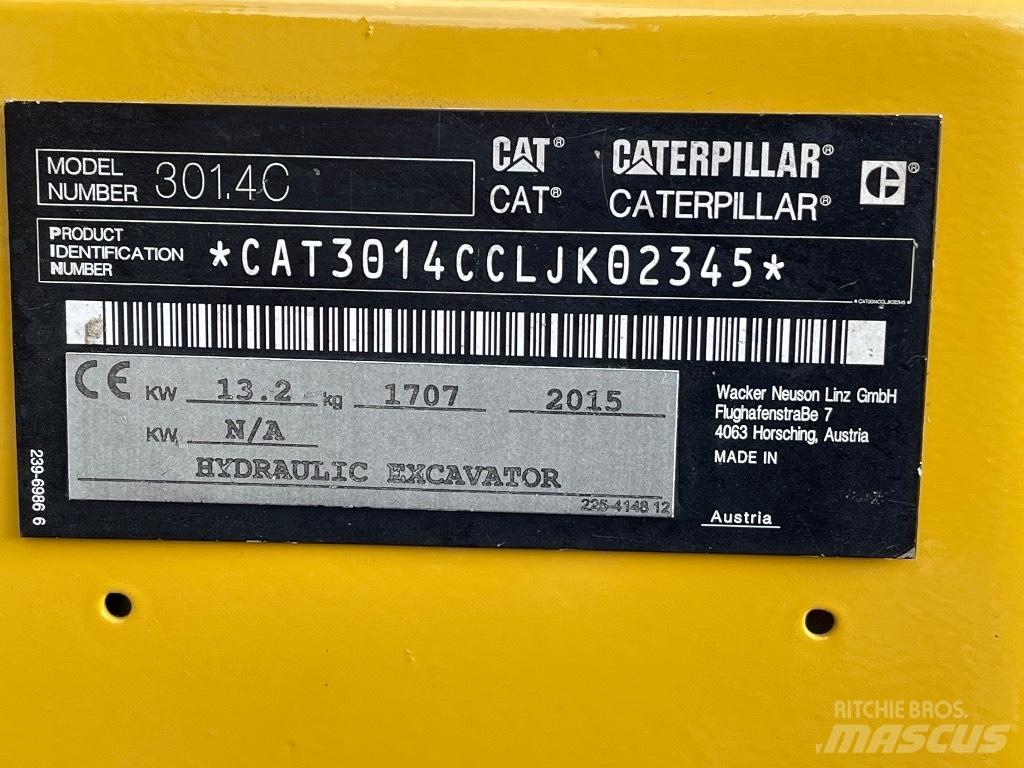 MODEL NUMBER 301.4C
CAT® CATERPILLAR®
CAT® CATERPILLAR®
PRODUCT IDENTIFICATION NUMBER *CAT3014CCLJK02345*
*CAT3014CCLJK02345*
CE KW 13.2 kg 1707 2015
KW, N/A
HYDRAULIC EXCAVATOR
225-4148 12
Wacker Neuson Linz GmbH
FlughafenstraBe 7
4063 Horsching, Austria
MADE IN
Austria
239-6986 6
RITCHIE BROS.
MASCUS